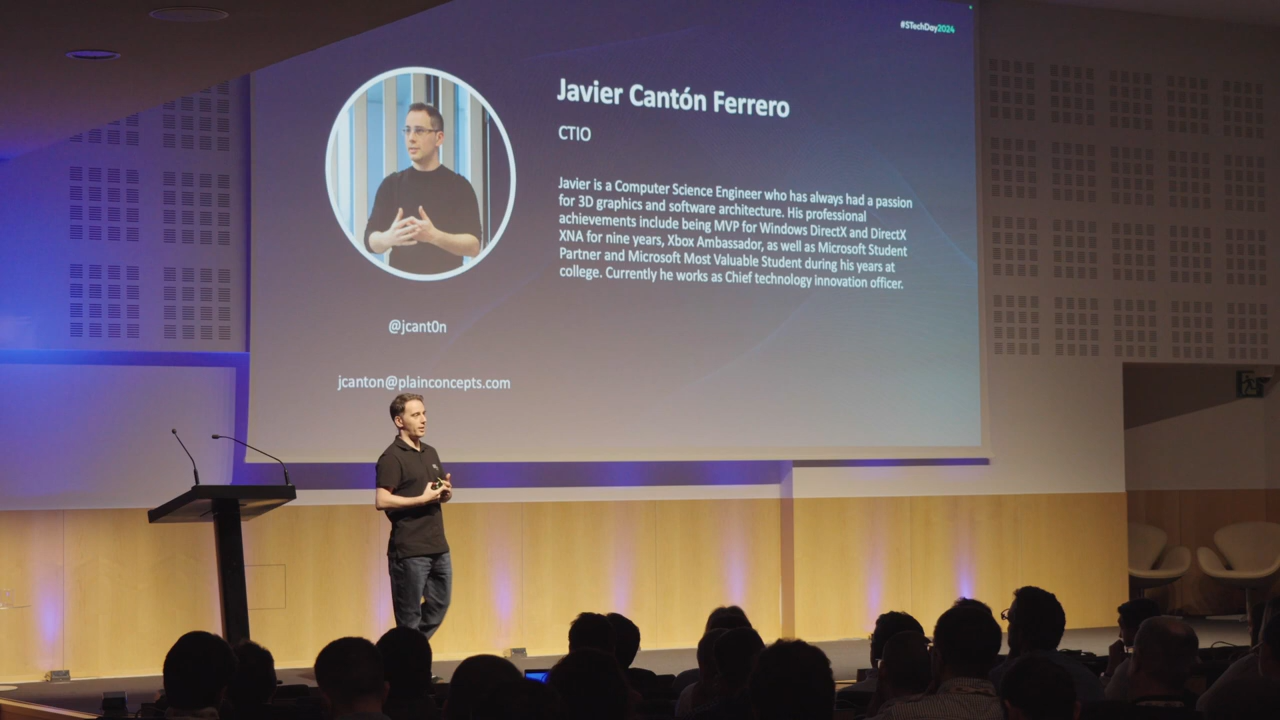 #STechDay2024
Javier Cantón Ferrero
CTIO
Javier is a Computer Science Engineer who has always had a passion
for 3D graphics and software architecture. His professional
achievements include being MVP for Windows DirectX and DirectX
XNA for nine years, Xbox Ambassador, as well as Microsoft Student
Partner and Microsoft Most Valuable Student during his years at
college. Currently he works as Chief technology innovation officer.
@jcant0n
jcanton@plainconcepts.com